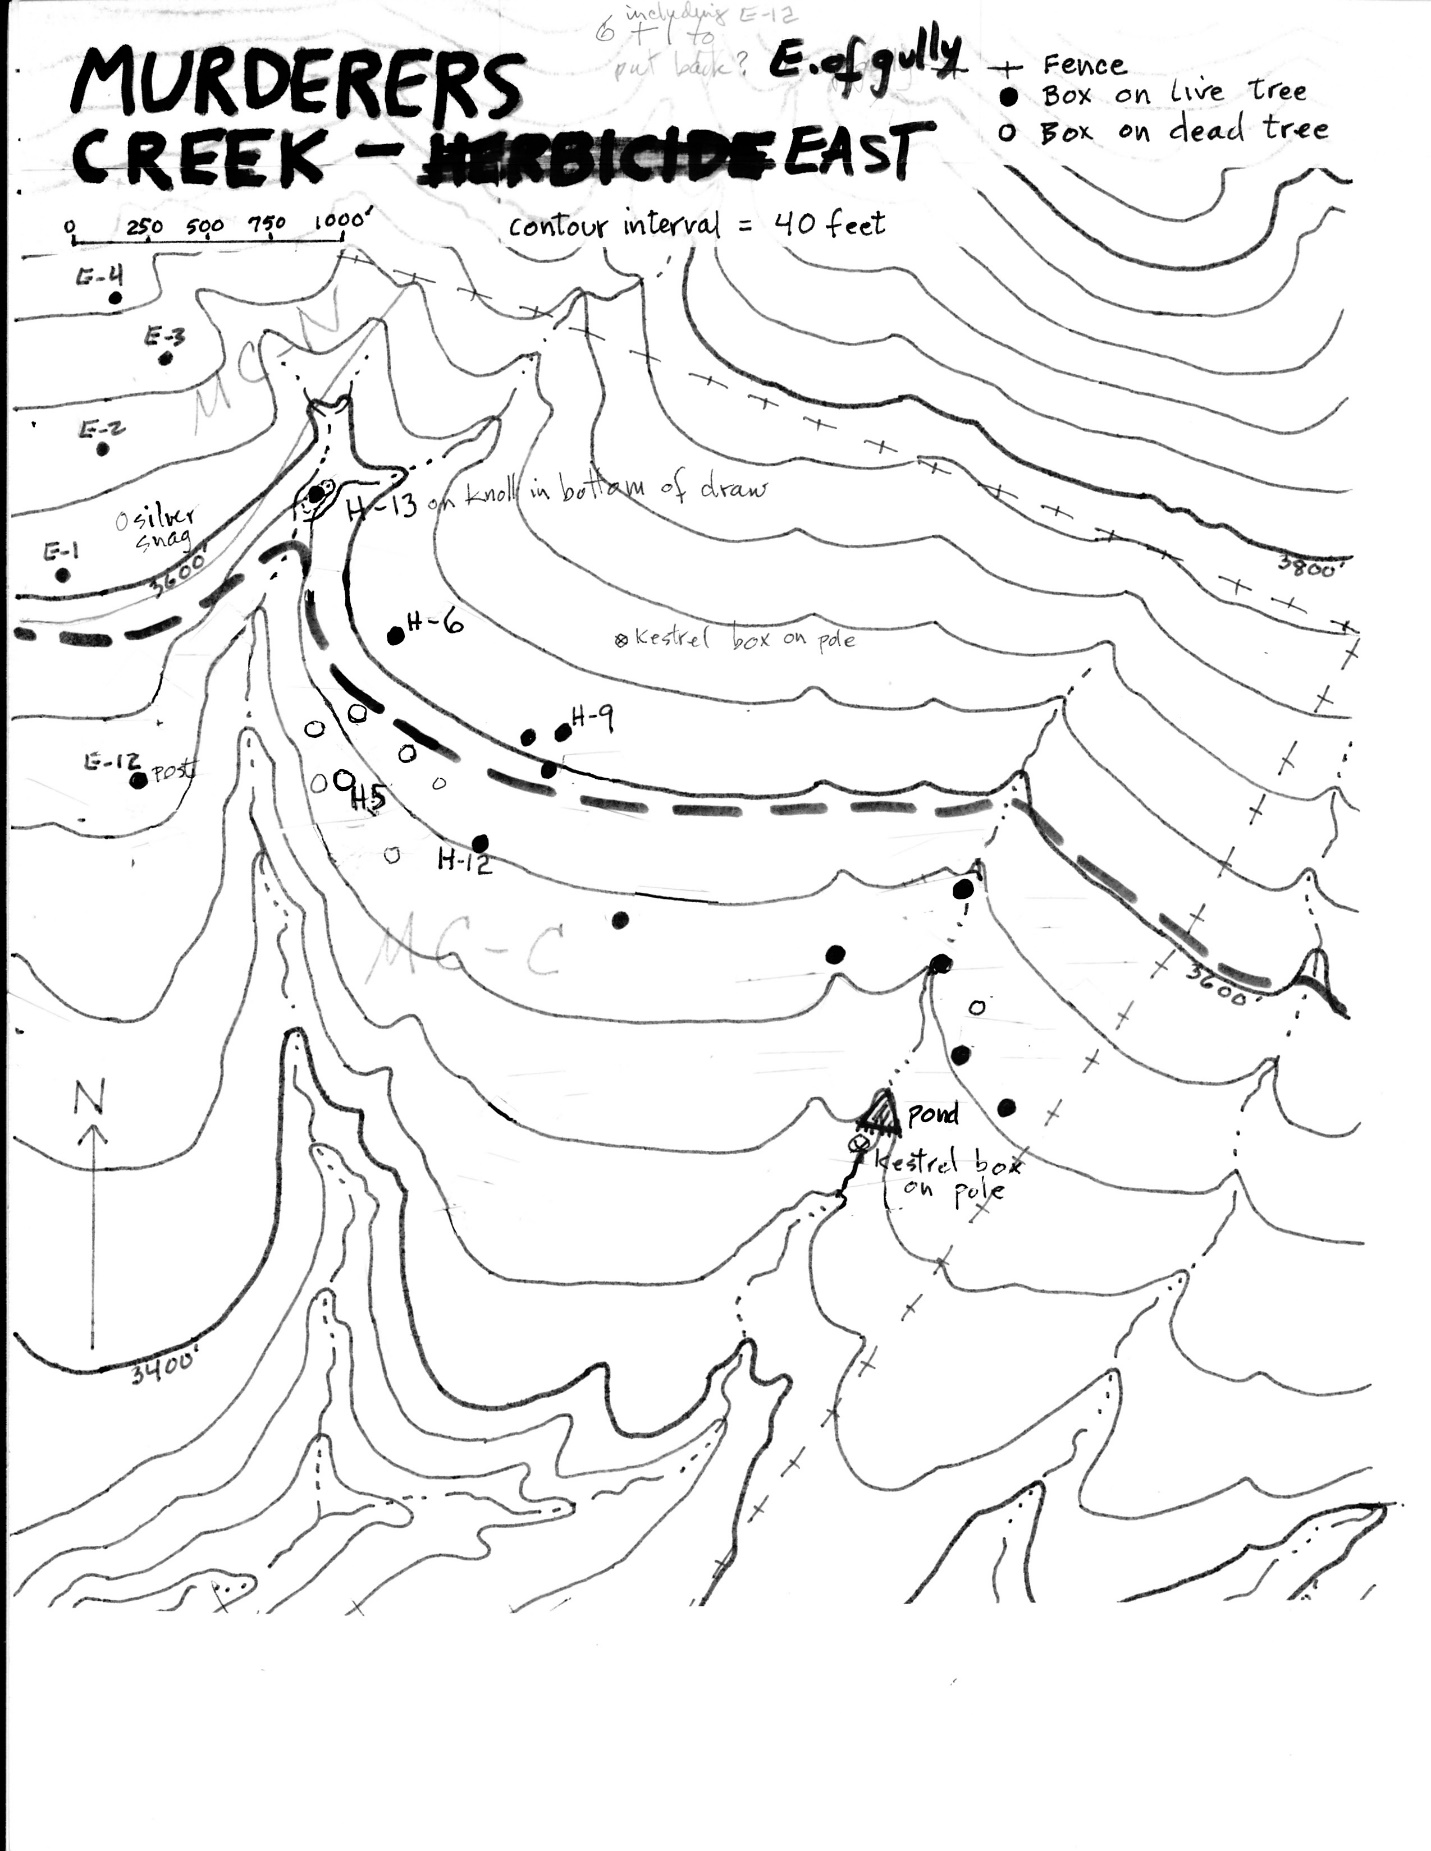 including E-12
6 + 1 to
put back?
E. of gully
MURDERERS
CREEK - HERBICIDE EAST
Fence
Box on live tree
Box on dead tree
0 250 500 750 1000'
contour interval = 40 feet
E-4
E-3
MC-N
E-2
H-13 on knoll in bottom of draw
silver
snag
E-1
3600'
3800'
H-6
kestrel box on pole
H-9
E-12 post
H5
H-12
MC-C
3600'
N
pond
kestrel box
on pole
3400'